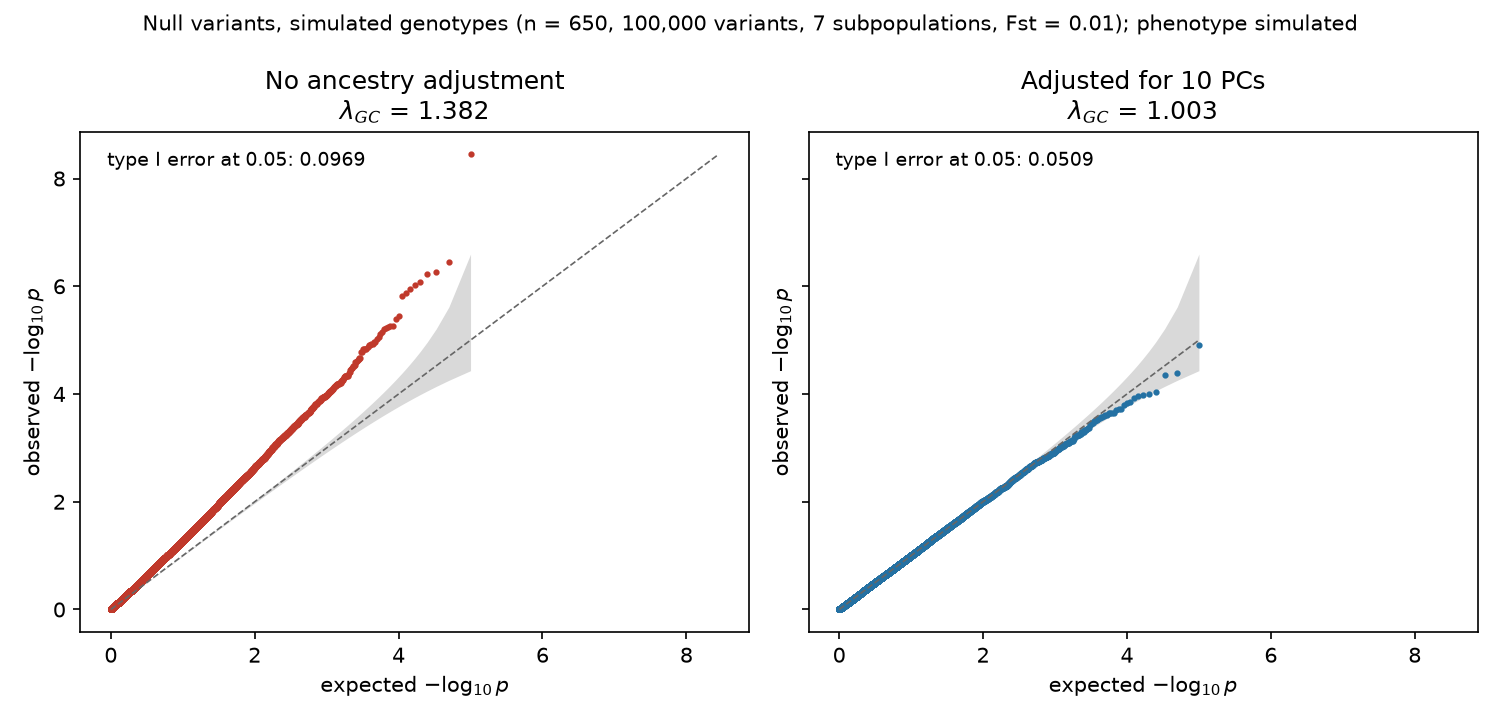 Null variants, simulated genotypes (n = 650, 100,000 variants, 7 subpopulations, Fst = 0.01); phenotype simulated
No ancestry adjustment
λGC = 1.382
type I error at 0.05: 0.0969
8
6
4
2
0
observed −log10 p
0 2 4 6 8
expected −log10 p
Adjusted for 10 PCs
λGC = 1.003
type I error at 0.05: 0.0509
observed −log10 p
0 2 4 6 8
expected −log10 p